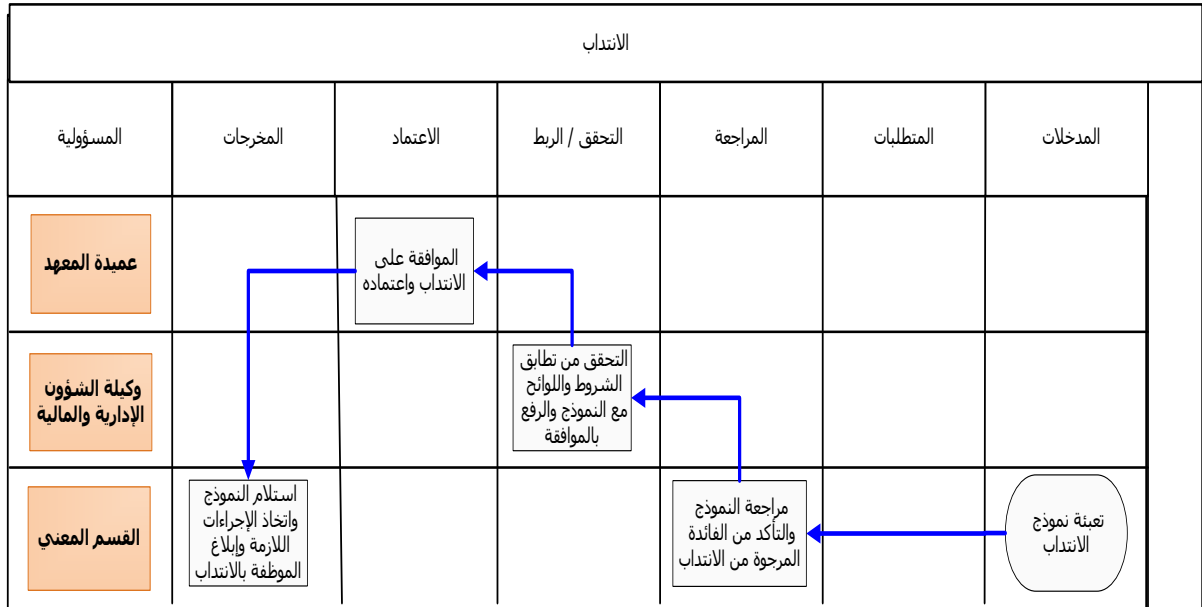 الانتداب
المدخلات
المتطلبات
المراجعة
التحقق / الربط
الاعتماد
المخرجات
المسؤولية
الموافقة على
الانتداب واعتماده
عميدة المعهد
التحقق من تطابق
الشروط واللوائح
مع النموذج والرفع
بالموافقة
وكيلة الشؤون
الإدارية والمالية
تعبئة نموذج
الانتداب
مراجعة النموذج
والتأكد من الفائدة
المرجوة من الانتداب
استلام النموذج
واتخاذ الإجراءات
اللازمة وإبلاغ
الموظفة بالانتداب
القسم المعني